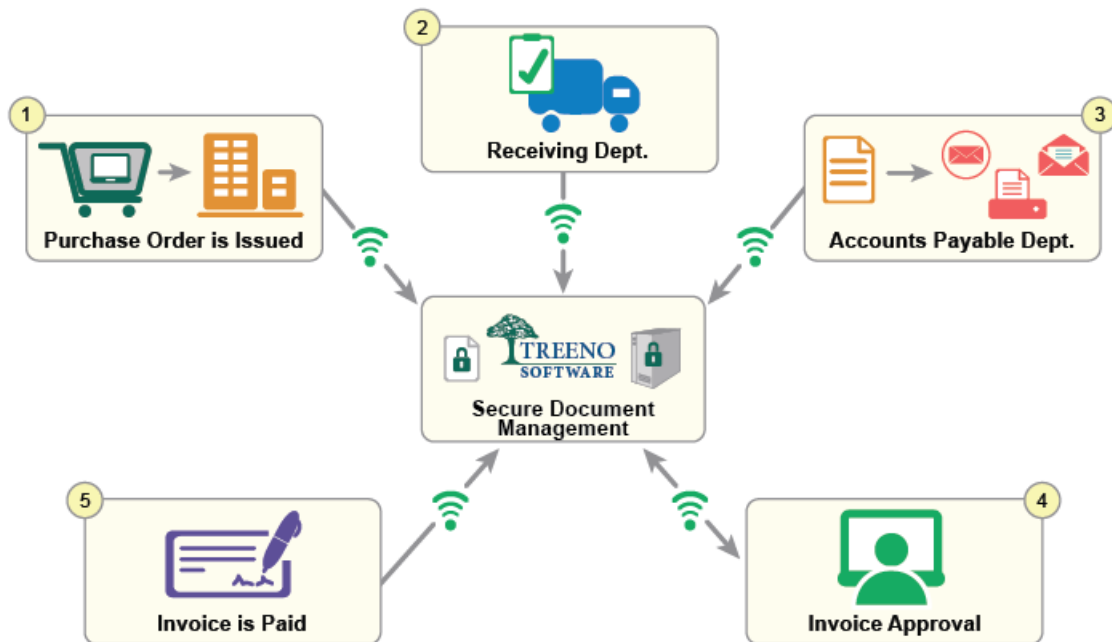 1
Purchase Order is Issued
2
Receiving Dept.
3
Accounts Payable Dept.
TREENO
SOFTWARE
Secure Document
Management
5
Invoice is Paid
4
Invoice Approval